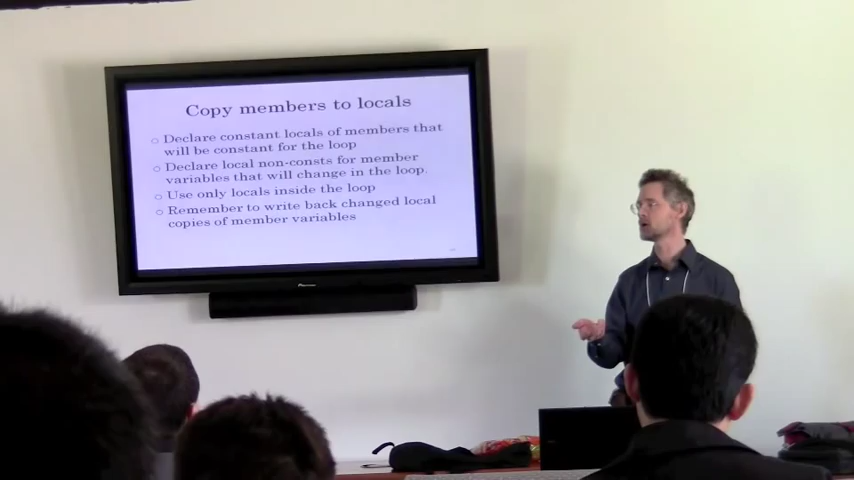 Copy members to locals
Declare constant locals of members that
will be constant for the loop
Declare local non-consts for member
variables that will change in the loop.
Use only locals inside the loop
Remember to write back changed local
copies of member variables
Pioneer